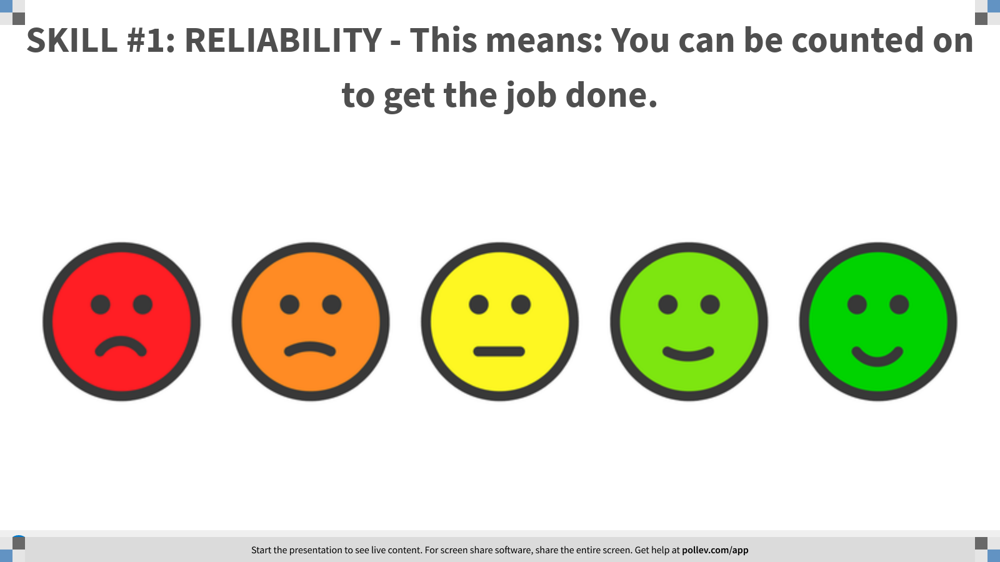 SKILL #1: RELIABILITY - This means: You can be counted on
to get the job done.
Start the presentation to see live content. For screen share software, share the entire screen. Get help at pollev.com/app